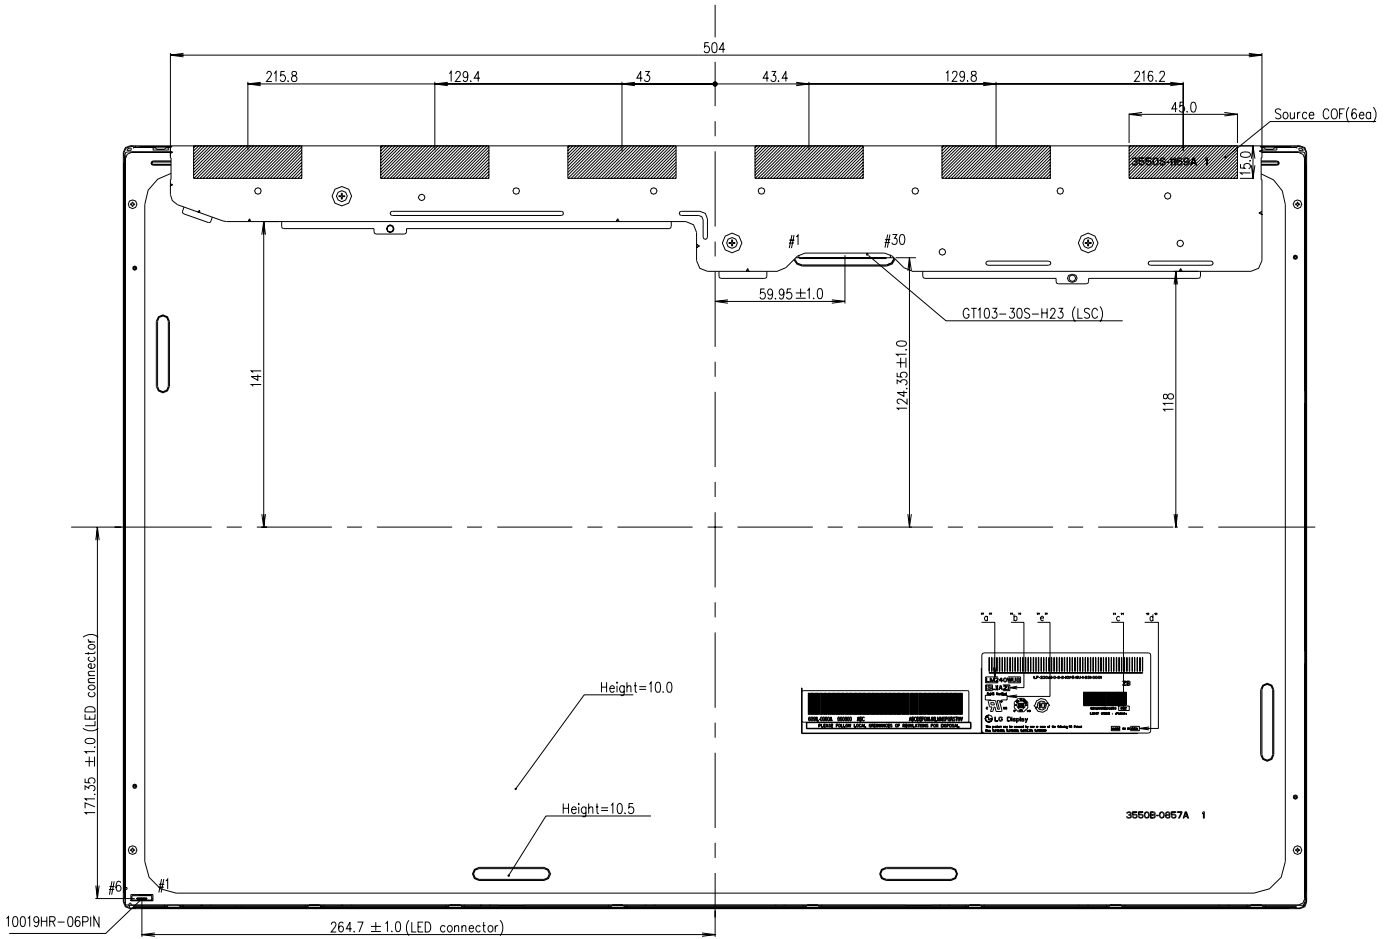 504
215.8
129.4
43
43.4
129.8
216.2
45.0
Source COF(6ea)
3550S-1169A 1
15.0
#1
#30
59.95±1.0
GT103-30S-H23 (LSC)
141
124.35±1.0
118
171.35 ±1.0 (LED connector)
"a"
"b"
"e"
"c"
"d"
Height=10.0
LG Display
PLEASE FOLLOW LOCAL ORDINANCES OF REGULATIONS FOR DISPOSAL.
Height=10.5
3550B-0857A 1
#6
#1
10019HR-06PIN
264.7 ±1.0 (LED connector)